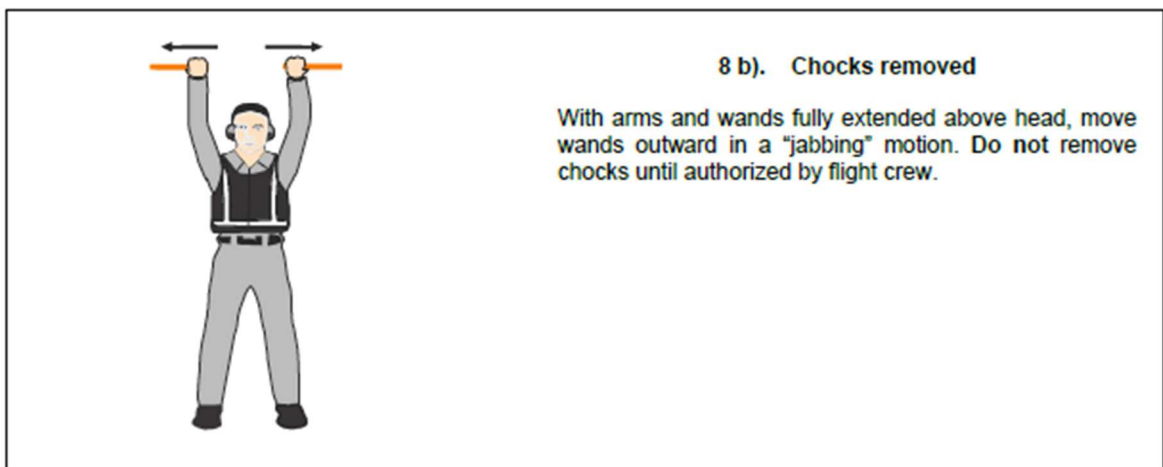 8 b). Chocks removed
With arms and wands fully extended above head, move
wands outward in a “jabbing” motion. Do not remove
chocks until authorized by flight crew.